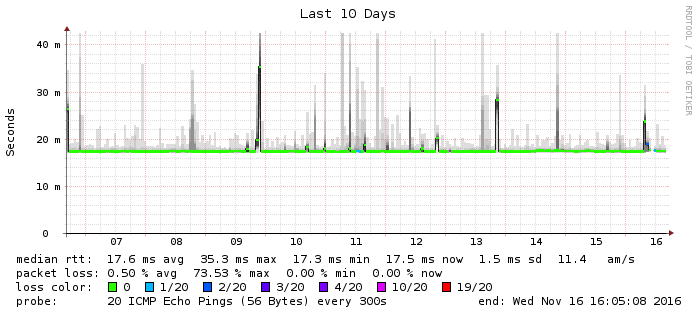 Last 10 Days
RRDTOOL / TOBI OETIKER
Seconds
40 m
30 m
20 m
10 m
0
07 08 09 10 11 12 13 14 15 16
median rtt: 17.6 ms avg 35.3 ms max 17.3 ms min 17.5 ms now 1.5 ms sd 11.4 am/s
packet loss: 0.50 % avg 73.53 % max 0.00 % min 0.00 % now
loss color: 0 1/20 2/20 3/20 4/20 10/20 19/20
probe: 20 ICMP Echo Pings (56 Bytes) every 300s end: Wed Nov 16 16:05:08 2016